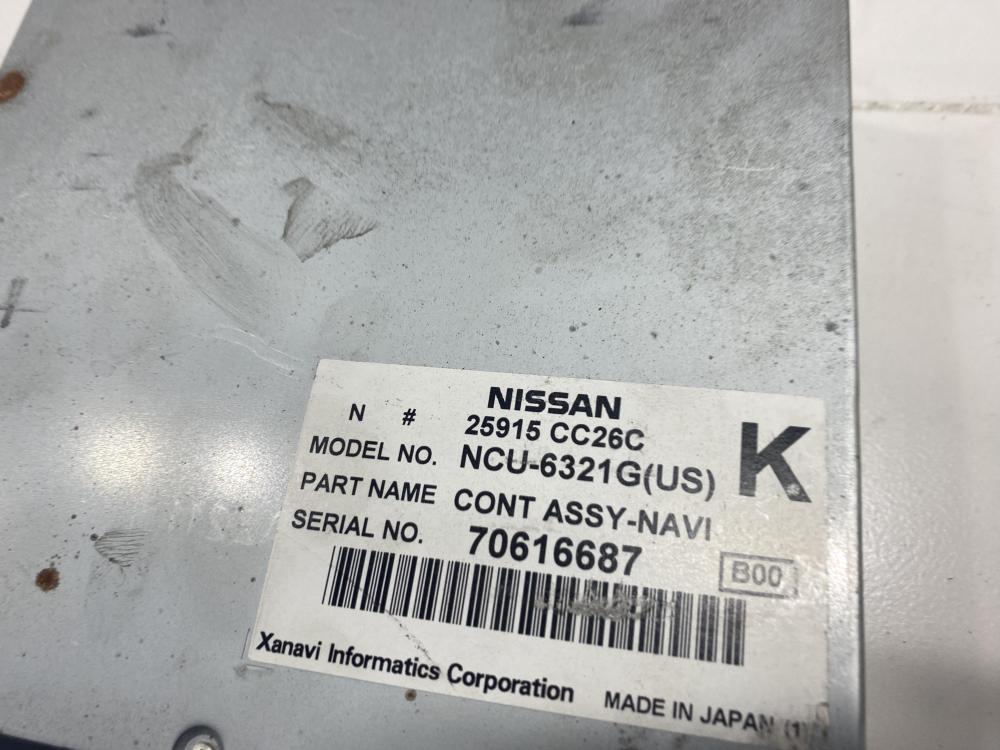 NISSAN
N # 25915 CC26C
K
MODEL NO. NCU-6321G(US)
PART NAME CONT ASSY-NAVI
SERIAL NO. 70616687
B00
Xanavi Informatics Corporation MADE IN JAPAN (1)